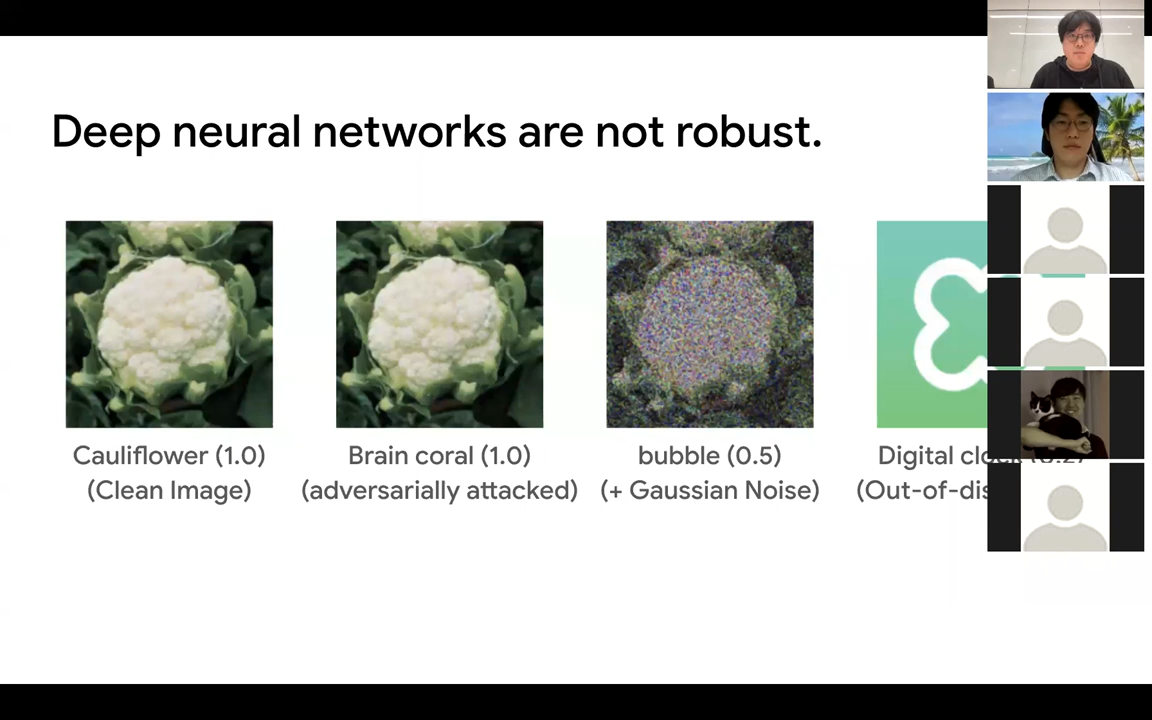 Deep neural networks are not robust.
Cauliflower (1.0)
(Clean Image)
Brain coral (1.0)
(adversarially attacked)
bubble (0.5)
(+ Gaussian Noise)
Digital
(Out-of-dis